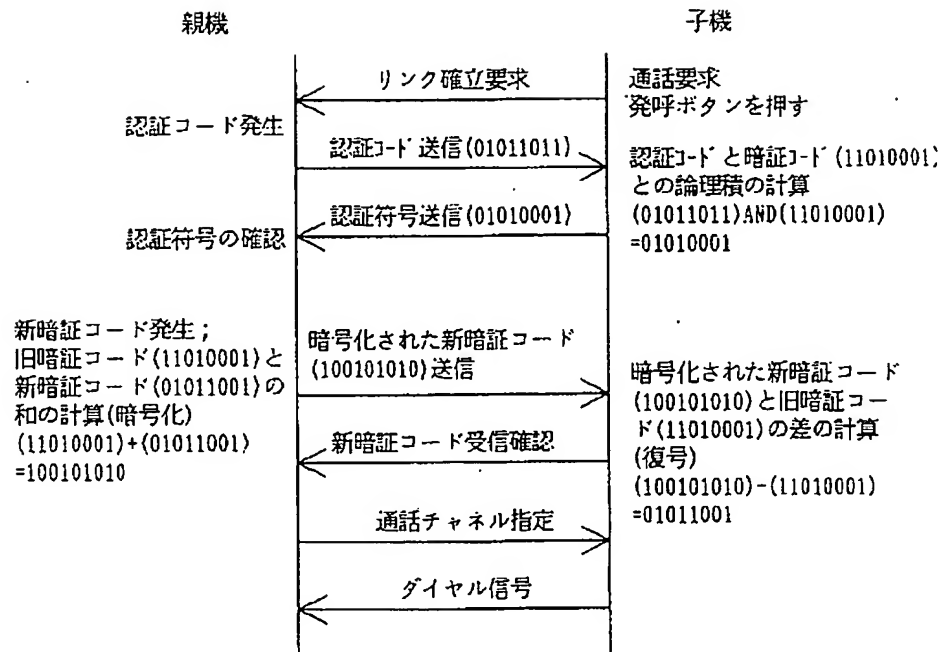 親機
子機
リンク確立要求
通話要求
発呼ボタンを押す
認証コード発生
認証ｺｰﾄﾞ送信(01011011)
認証ｺｰﾄﾞと暗証ｺｰﾄﾞ(11010001)
との論理積の計算
(01011011)AND(11010001)
=01010001
認証符号送信(01010001)
認証符号の確認
新暗証コード発生;
旧暗証コード(11010001)と
新暗証コード(01011001)の
和の計算(暗号化)
(11010001)+(01011001)
=100101010
暗号化された新暗証コード
(100101010)送信
暗号化された新暗証コード
(100101010)と旧暗証コー
ド(11010001)の差の計算
(復号)
(100101010)-(11010001)
=01011001
新暗証コード受信確認
通話チャネル指定
ダイヤル信号